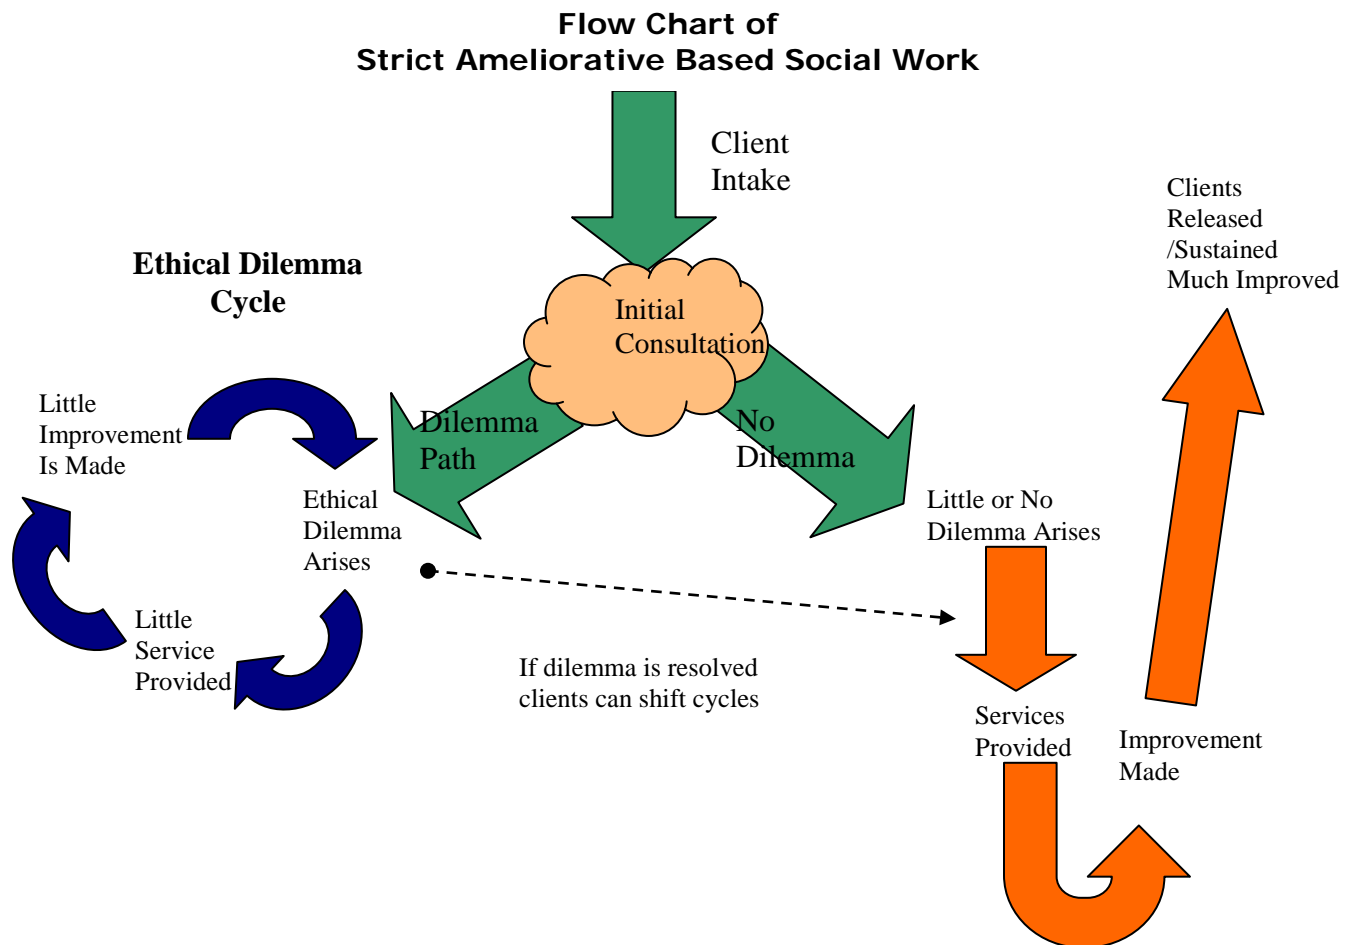 Flow Chart of
Strict Ameliorative Based Social Work
Client
Intake
Clients
Released
/Sustained
Much Improved
Ethical Dilemma
Cycle
Initial
Consultation
Little
Improvement
Is Made
Dilemma
Path
No
Dilemma
Ethical
Dilemma
Arises
Little or No
Dilemma Arises
Little
Service
Provided
If dilemma is resolved
clients can shift cycles
Services
Provided
Improvement
Made